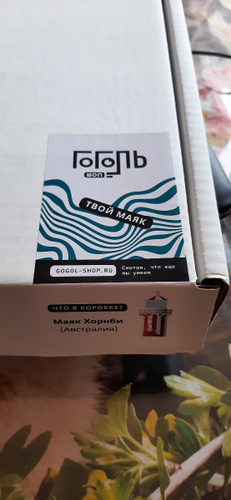 ГОГОЛЬ
ШОП
ТВОЙ МАЯК
GOGOL-SHOP.RU
Смотри, что ещё
мы умеем
ЧТО В КОРОБКЕ?
Маяк Хорнби
(Австралия)